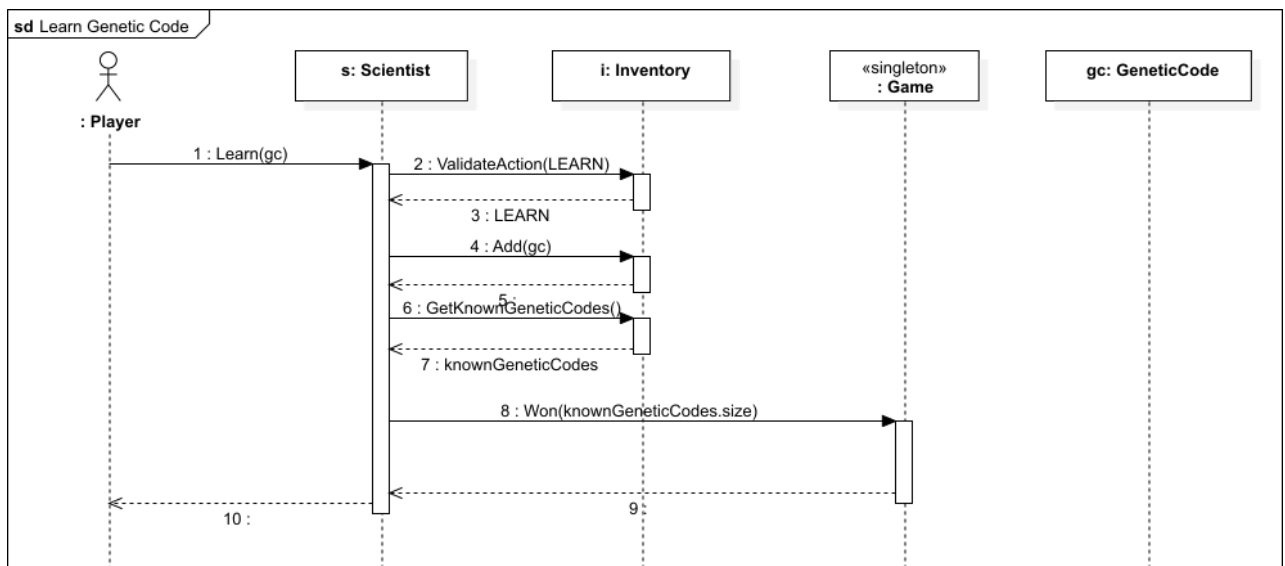 sd Learn Genetic Code
: Player
s: Scientist
i: Inventory
«singleton»
: Game
gc: GeneticCode
1 : Learn(gc)
2 : ValidateAction(LEARN)
3 : LEARN
4 : Add(gc)
5 :
6 : GetKnownGeneticCodes()
7 : knownGeneticCodes
8 : Won(knownGeneticCodes.size)
9 :
10 :